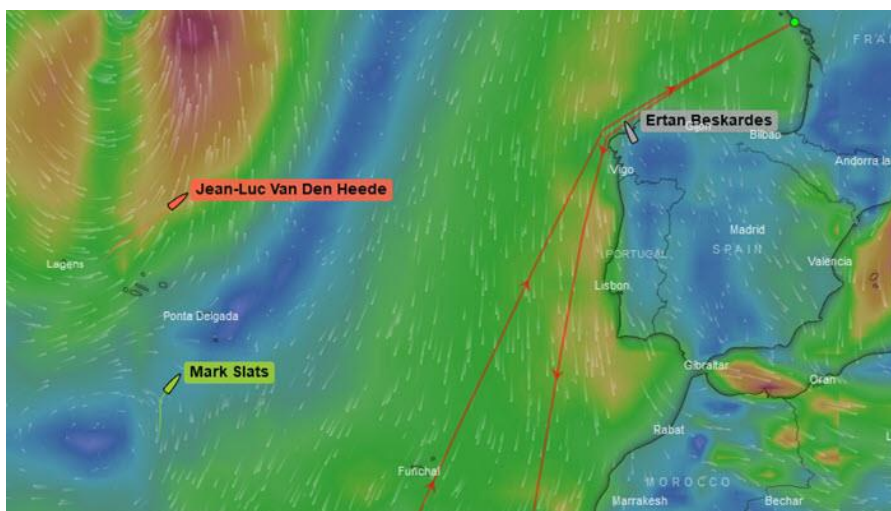 FRA
Ertan Beskardes
Gijon
Bilbao
Andorra la
Vigo
Jean-Luc Van Den Heede
Madrid
SPAIN
PORTUGAL
Valencia
Lagens
Lisbon
Ponta Delgada
Mark Slats
Gibraltar
Oran
Rabat
Funchal
MOROCCO
Marrakesh
Bechar